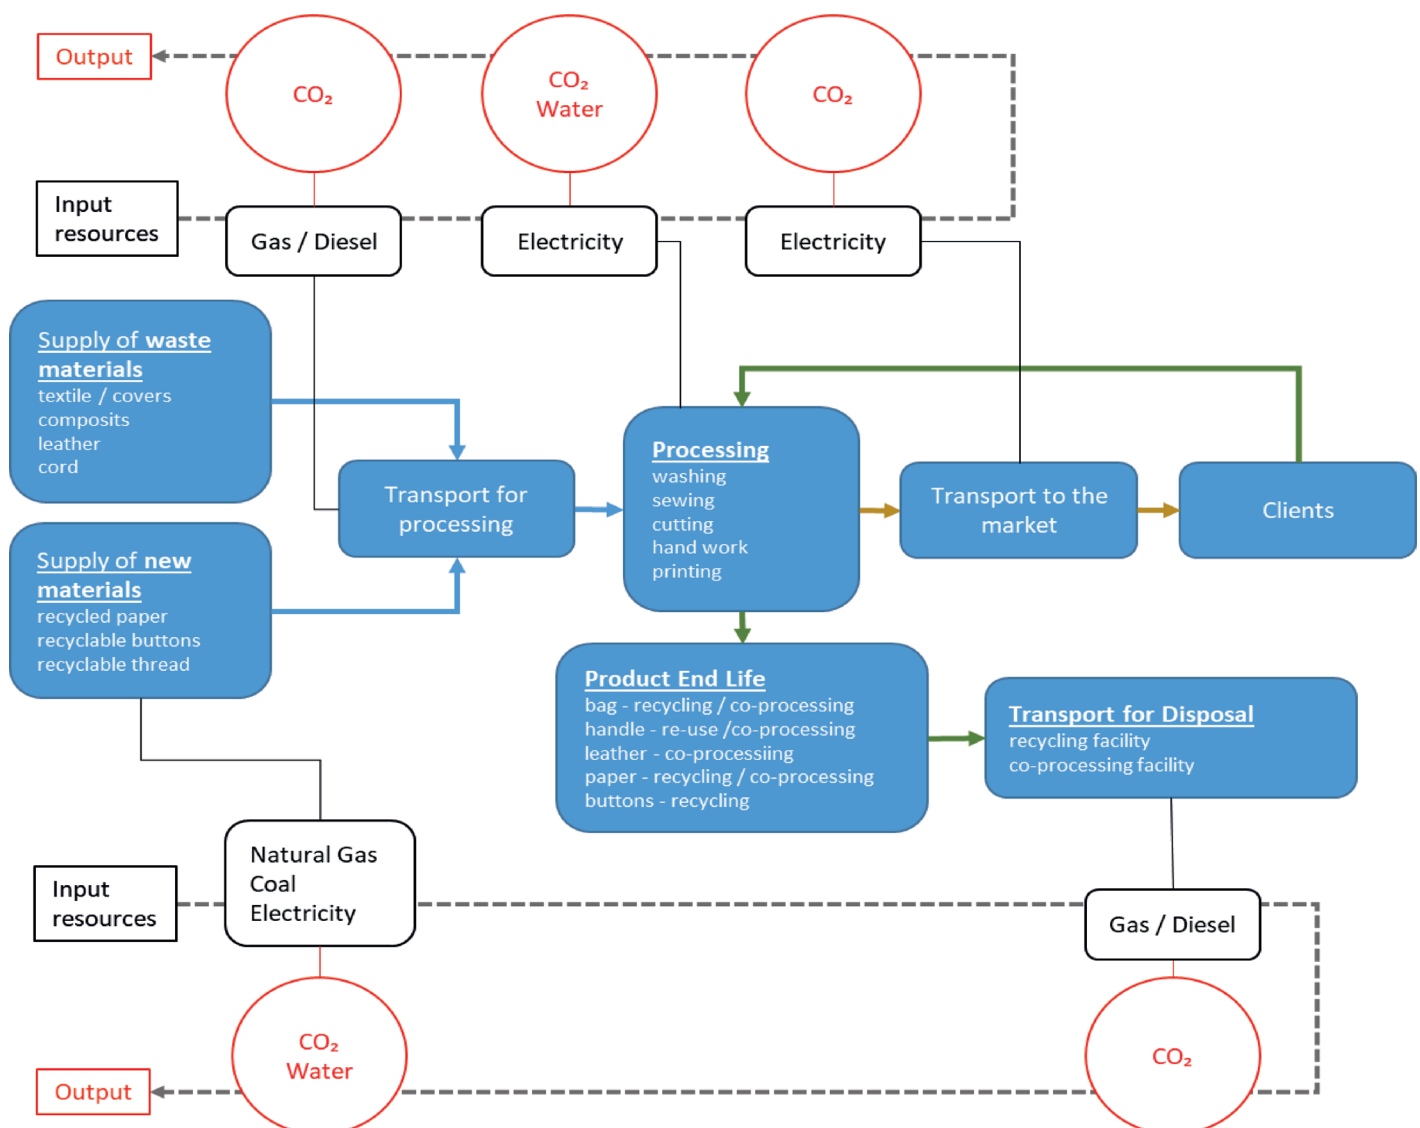 Output
CO₂
CO₂
Water
CO₂
Input
resources
Gas / Diesel
Electricity
Electricity
Supply of waste
materials
textile / covers
composits
leather
cord
Transport for
processing
Processing
washing
sewing
cutting
hand work
printing
Transport to the
market
Clients
Supply of new
materials
recycled paper
recyclable buttons
recyclable thread
Product End Life
bag - recycling / co-processing
handle - re-use /co-processing
leather - co-processiing
paper - recycling / co-processing
buttons - recycling
Transport for Disposal
recycling facility
co-processing facility
Input
resources
Natural Gas
Coal
Electricity
Gas / Diesel
Output
CO₂
Water
CO₂